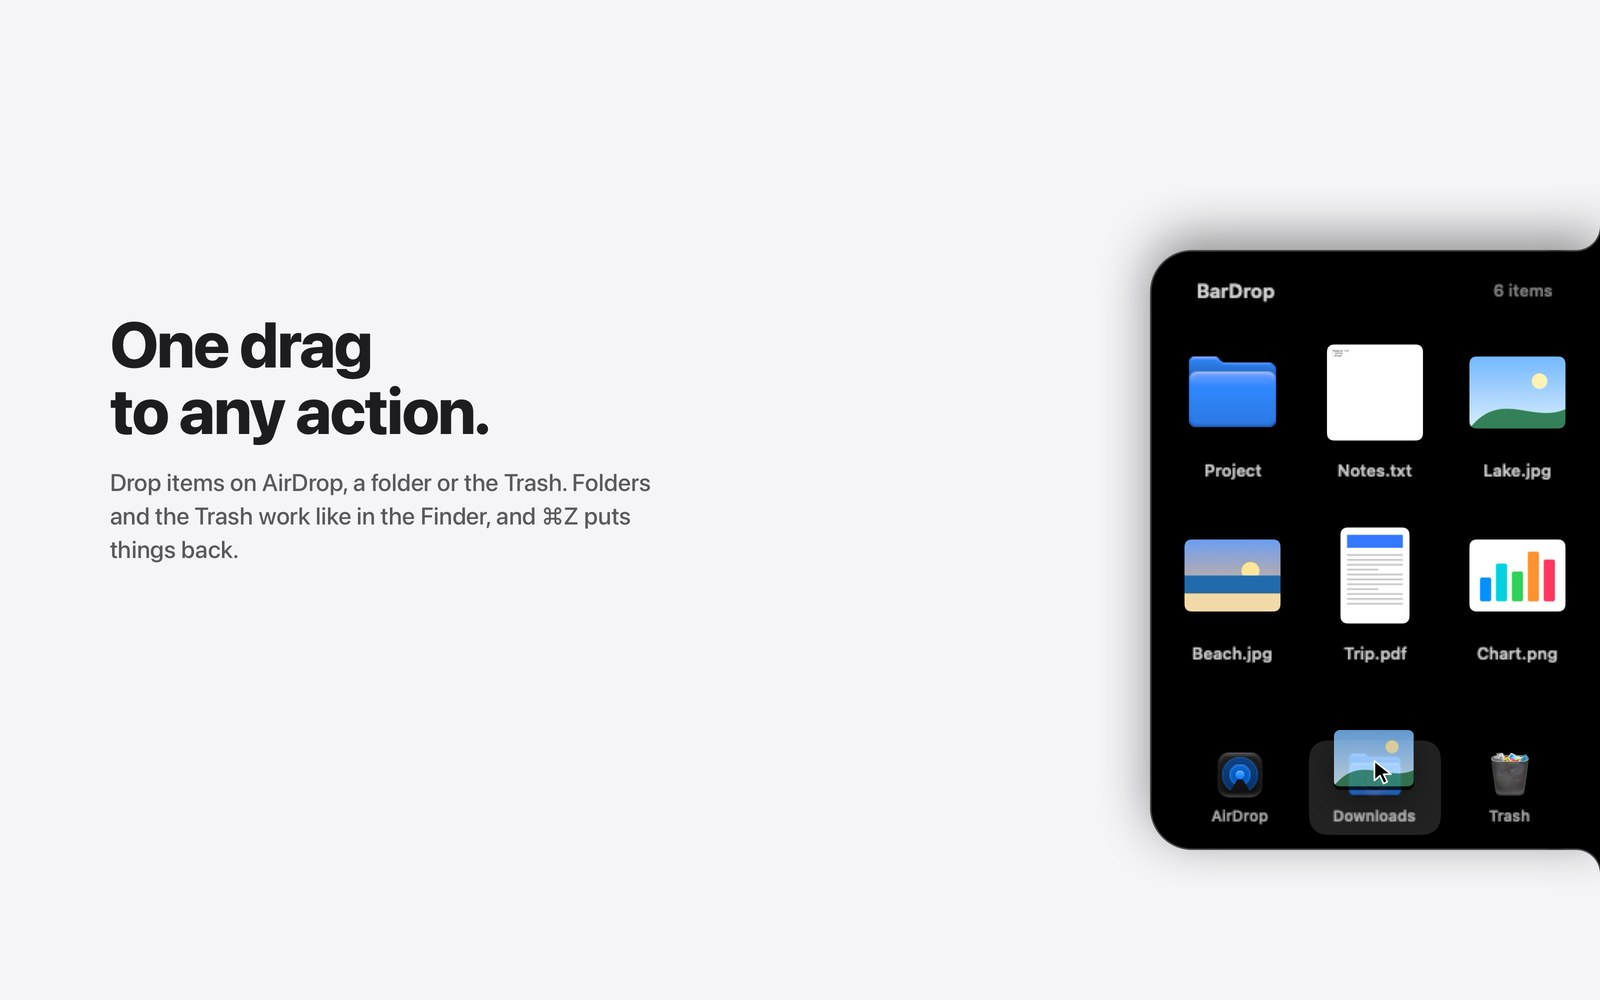 One drag
to any action.
Drop items on AirDrop, a folder or the Trash. Folders
and the Trash work like in the Finder, and ⌘Z puts
things back.
BarDrop
6 items
Project
Notes.txt
Lake.jpg
Beach.jpg
Trip.pdf
Chart.png
AirDrop
Downloads
Trash